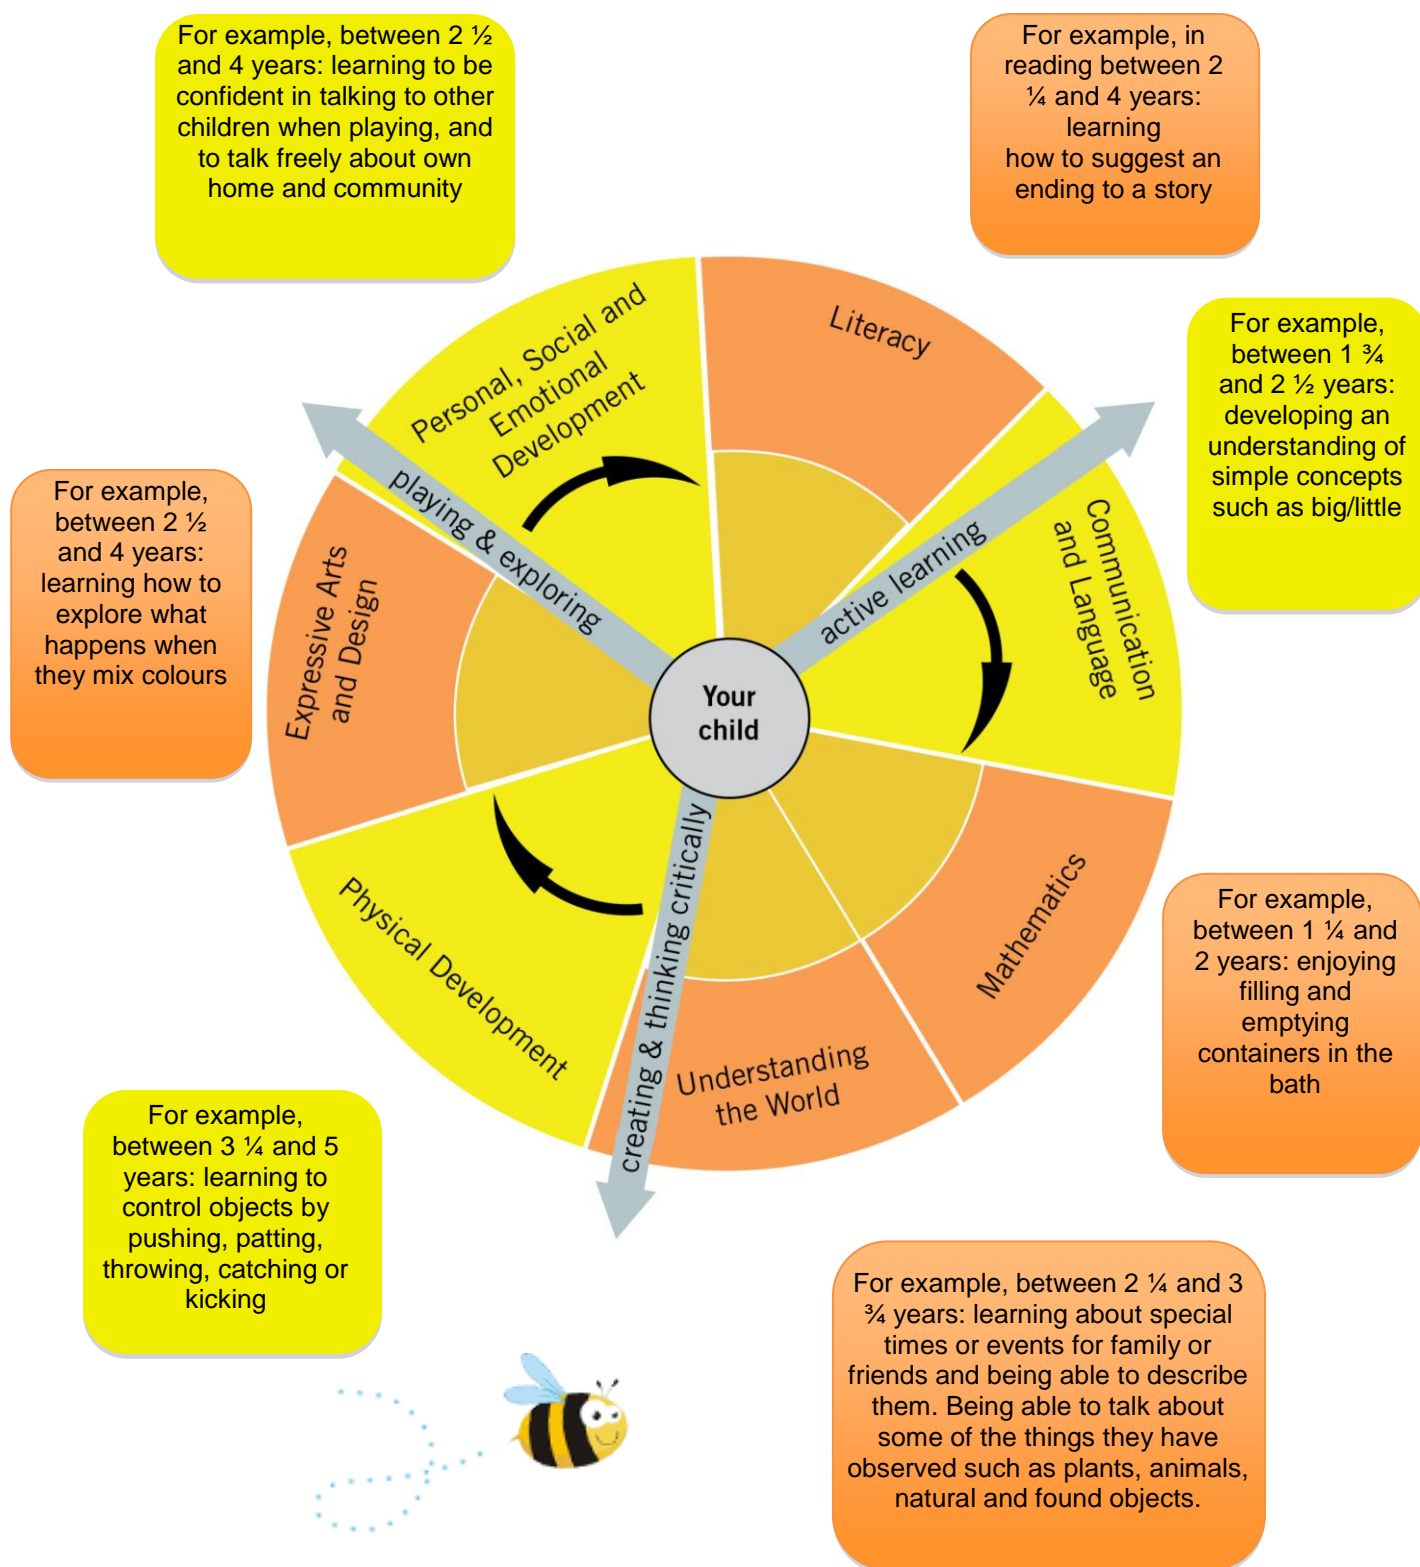 For example, between 2 ½
and 4 years: learning to be
confident in talking to other
children when playing, and
to talk freely about own
home and community
For example, in
reading between 2
¼ and 4 years:
learning
how to suggest an
ending to a story
For example,
between 1 ¾
and 2 ½ years:
developing an
understanding of
simple concepts
such as big/little
For example,
between 2 ½
and 4 years:
learning how to
explore what
happens when
they mix colours
Personal, Social and
Emotional
Development
Literacy
Communication
and Language
Expressive Arts
and Design
playing & exploring
active learning
Your
child
creating & thinking critically
Physical Development
Mathematics
Understanding
the World
For example,
between 1 ¼ and
2 years: enjoying
filling and
emptying
containers in the
bath
For example,
between 3 ¼ and 5
years: learning to
control objects by
pushing, patting,
throwing, catching or
kicking
For example, between 2 ¼ and 3
¾ years: learning about special
times or events for family or
friends and being able to describe
them. Being able to talk about
some of the things they have
observed such as plants, animals,
natural and found objects.